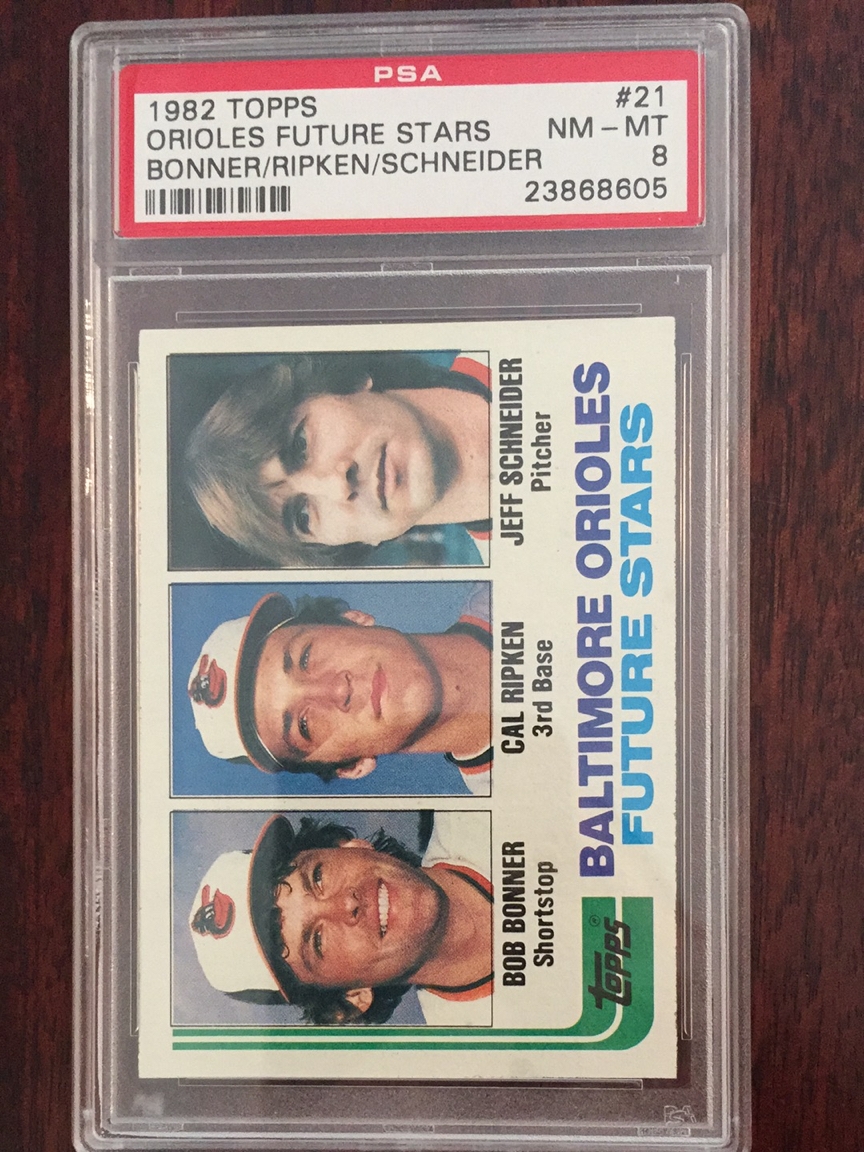 PSA
1982 TOPPS #21
ORIOLES FUTURE STARS NM – MT
BONNER/RIPKEN/SCHNEIDER 8
23868605
BOB BONNER
Shortstop
CAL RIPKEN
3rd Base
JEFF SCHNEIDER
Pitcher
topps®
BALTIMORE ORIOLES
FUTURE STARS